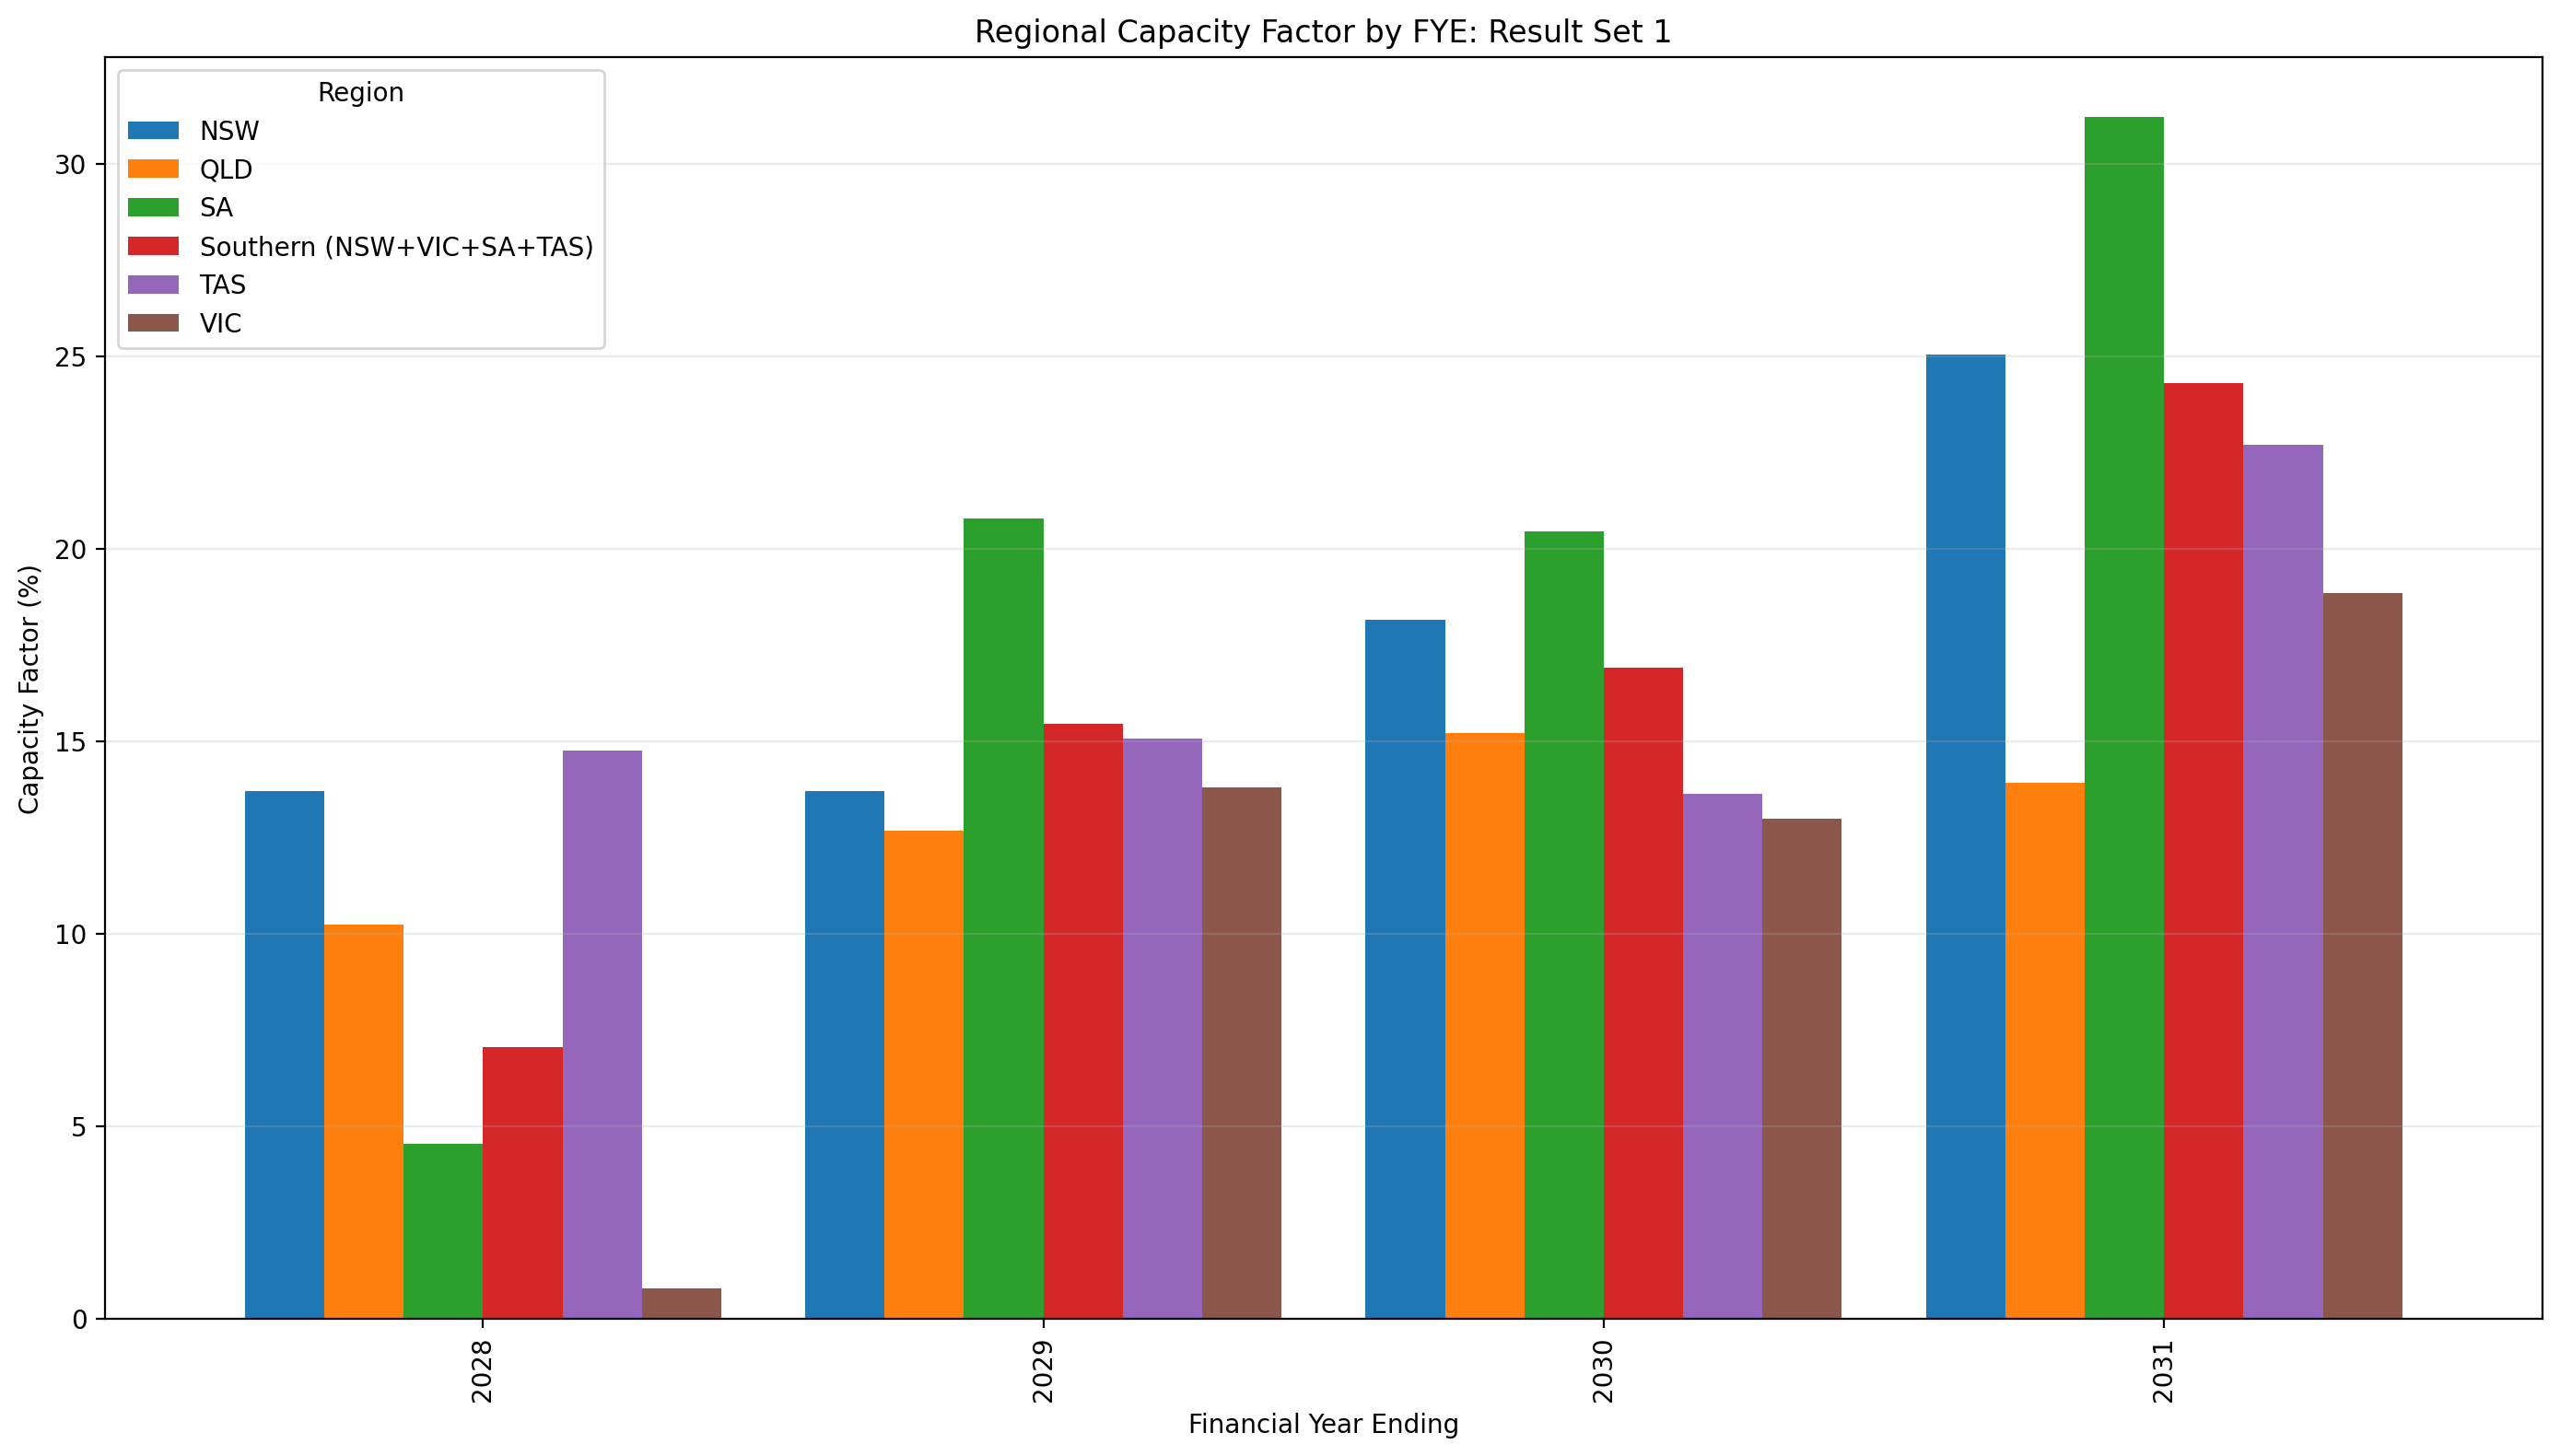 Regional Capacity Factor by FYE: Result Set 1
Region
NSW
QLD
SA
Southern (NSW+VIC+SA+TAS)
TAS
VIC
Capacity Factor (%)
30
25
20
15
10
5
0
2028
2029
2030
2031
Financial Year Ending